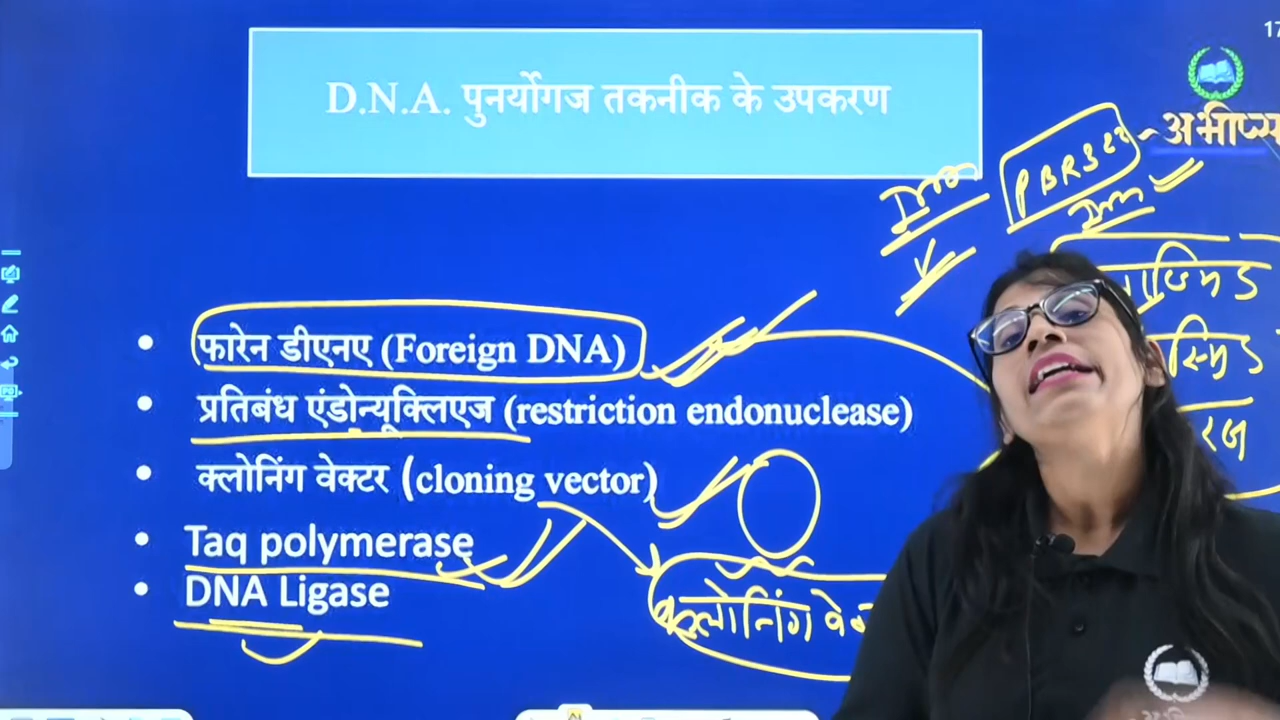 17
D.N.A. पुनर्योगज तकनीक के उपकरण
PBR322
फारेन डीएनए (Foreign DNA)
प्रतिबंध एंडोन्यूक्लिएज (restriction endonuclease)
क्लोनिंग वेक्टर (cloning vector)
Taq polymerase
DNA Ligase
क्लोनिंग